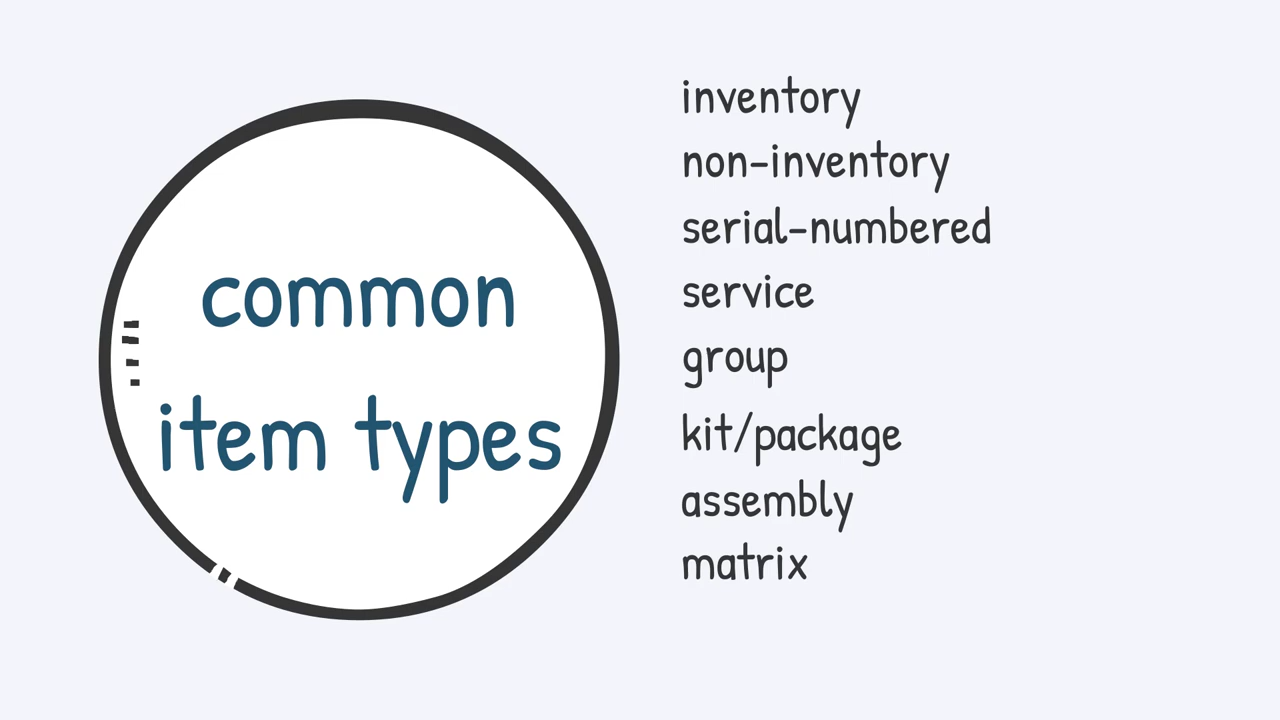 common
item types
inventory
non-inventory
serial-numbered
service
group
kit/package
assembly
matrix